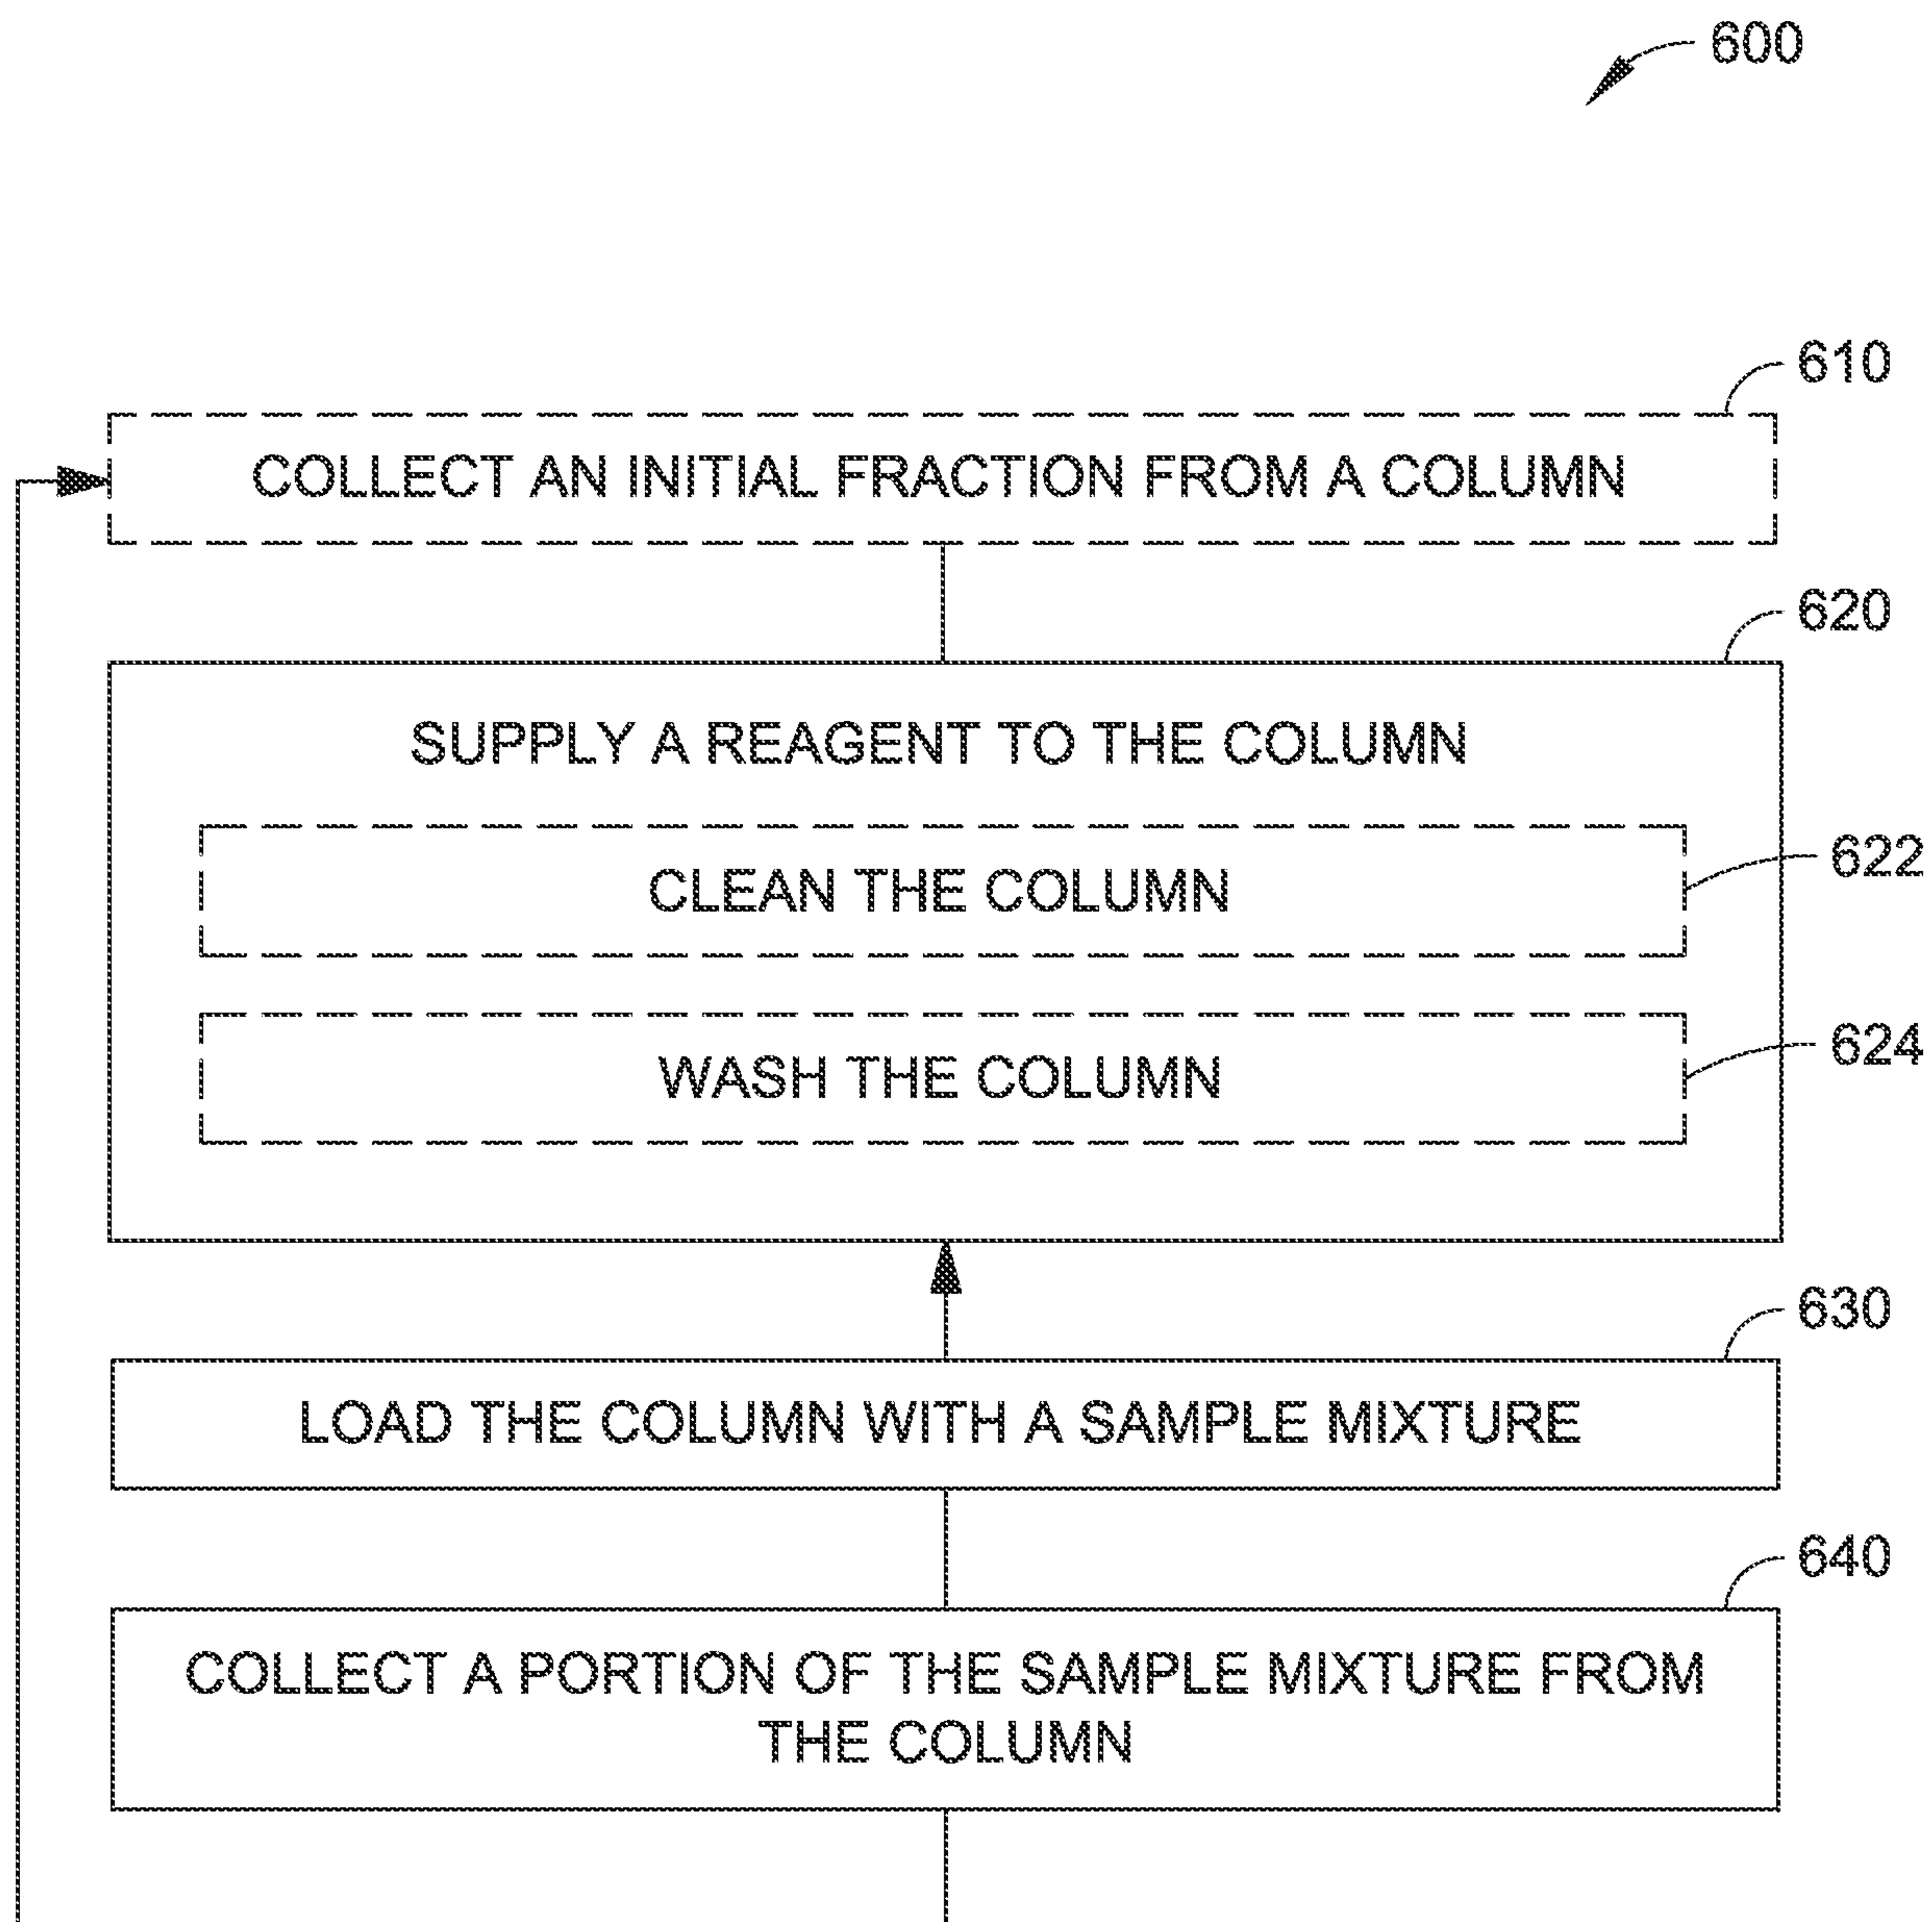 600
610
COLLECT AN INITIAL FRACTION FROM A COLUMN
620
SUPPLY A REAGENT TO THE COLUMN
CLEAN THE COLUMN
622
WASH THE COLUMN
624
630
LOAD THE COLUMN WITH A SAMPLE MIXTURE
640
COLLECT A PORTION OF THE SAMPLE MIXTURE FROM
THE COLUMN